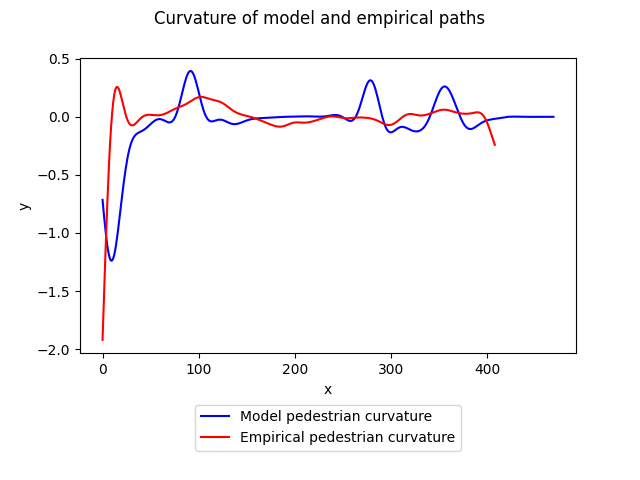 Curvature of model and empirical paths
0.5
0.0
−0.5
−1.0
−1.5
−2.0
y
0 100 200 300 400
x
Model pedestrian curvature
Empirical pedestrian curvature